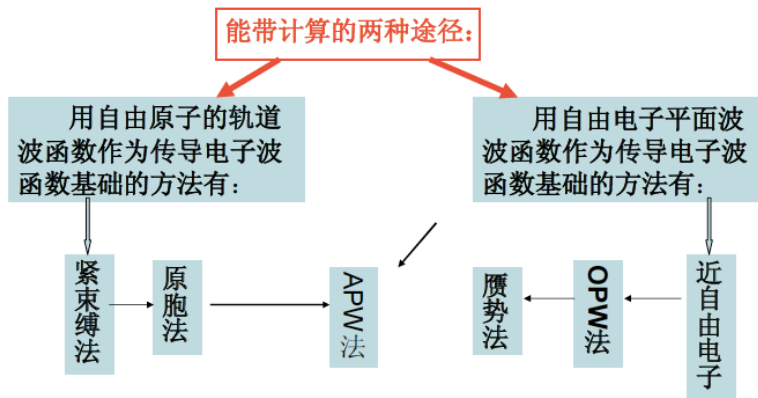 能带计算的两种途径：
用自由原子的轨道
波函数作为传导电子波
函数基础的方法有：
用自由电子平面波
波函数作为传导电子波
函数基础的方法有：
紧束缚法
原胞法
APW法
赝势法
OPW法
近自由电子